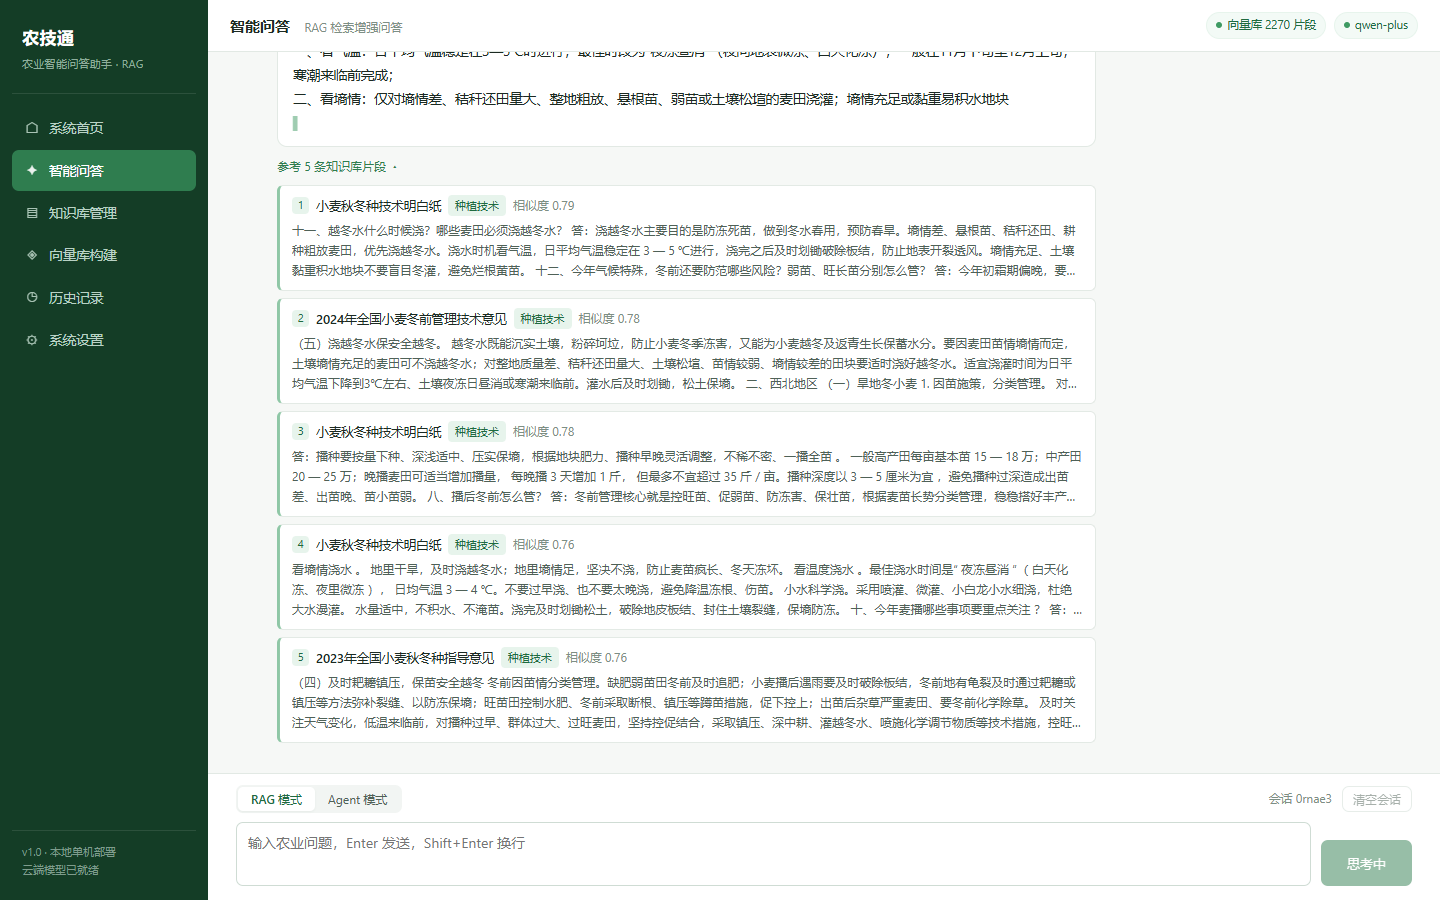 农技通
农业智能问答助手 · RAG
系统首页
智能问答
知识库管理
向量库构建
历史记录
系统设置
v1.0 · 本地单机部署
云端模型已就绪
智能问答 RAG 检索增强问答
向量库 2270 片段
qwen-plus
寒潮来临前完成；
二、看墒情：仅对墒情差、秸秆还田量大、整地粗放、悬根苗、弱苗或土壤松垲的麦田浇灌；墒情充足或黏重易积水地块
参考 5 条知识库片段
1 小麦秋冬种技术明白纸 种植技术 相似度 0.79
十一、越冬水什么时候浇？哪些麦田必须浇越冬水？ 答：浇越冬水主要目的是防冻死苗，做到冬水春用，预防春旱。墒情差、悬根苗、秸秆还田、耕
种粗放麦田，优先浇越冬水。浇水时机看气温，日平均气温稳定在 3 — 5 ℃进行，浇完之后及时划锄破除板结，防止地表开裂透风。墒情充足、土壤
黏重积水地块不要盲目冬灌，避免烂根黄苗。 十二、今年气候特殊，冬前还要防范哪些风险？弱苗、旺长苗分别怎么管？ 答：今年初霜期偏晚，要...
2 2024年全国小麦冬前管理技术意见 种植技术 相似度 0.78
（五）浇越冬水保安全越冬。 越冬水既能沉实土壤，粉碎坷垃，防止小麦冬季冻害，又能为小麦越冬及返青生长保蓄水分。要因麦田苗情墒情而定，
土壤墒情充足的麦田可不浇越冬水；对整地质量差、秸秆还田量大、土壤松垲、苗情较弱、墒情较差的田块要适时浇好越冬水。适宜浇灌时间为日平
均气温下降到3℃左右、土壤夜冻日昼消或寒潮来临前。灌水后及时划锄，松土保墒。 二、西北地区 （一）旱地冬小麦 1. 因苗施策，分类管理。 对...
3 小麦秋冬种技术明白纸 种植技术 相似度 0.78
答：播种要按量下种、深浅适中、压实保墒，根据地块肥力、播种早晚灵活调整，不稀不密、一播全苗 。 一般高产田每亩基本苗 15 — 18 万；中产田
20 — 25 万；晚播麦田可适当增加播量， 每晚播 3 天增加 1 斤， 但最多不宜超过 35 斤 / 亩。播种深度以 3 — 5 厘米为宜 ，避免播种过深造成出苗
差、出苗晚、苗小苗弱。 八、播后冬前怎么管？ 答：冬前管理核心就是控旺苗、促弱苗、防冻害、保壮苗，根据麦苗长势分类管理，稳稳搭好丰产...
4 小麦秋冬种技术明白纸 种植技术 相似度 0.76
看墒情浇水 。 地里干旱，及时浇越冬水；地里墒情足，坚决不浇，防止麦苗疯长、冬天冻坏。 看温度浇水 。最佳浇水时间是“ 夜冻昼消 ”（ 白天化
冻、夜里微冻 ） ， 日均气温 3 — 4 ℃。不要过早浇、也不要太晚浇，避免降温冻根、伤苗。 小水科学浇。采用喷灌、微灌、小白龙小水细浇，杜绝
大水漫灌。 水量适中，不积水、不淹苗。浇完及时划锄松土，破除地皮板结、封住土壤裂缝，保墒防冻。 十、今年麦播哪些事项要重点关注 ？ 答：...
5 2023年全国小麦秋冬种指导意见 种植技术 相似度 0.76
（四）及时耙耱镇压，保苗安全越冬 冬前因苗情分类管理。缺肥弱苗田冬前及时追肥；小麦播后遇雨要及时破除板结，冬前地有龟裂及时通过耙耱或
镇压等方法弥补裂缝、以防冻保墒；旺苗田控制水肥、冬前采取断根、镇压等蹲苗措施，促下控上；出苗后杂草严重麦田、要冬前化学除草。 及时关
注天气变化，低温来临前，对播种过早、群体过大、过旺麦田，坚持控促结合，采取镇压、深中耕、灌越冬水、喷施化学调节物质等技术措施，控旺...
RAG 模式
Agent 模式
会话 0mae3
清空会话
输入农业问题，Enter 发送，Shift+Enter 换行
思考中